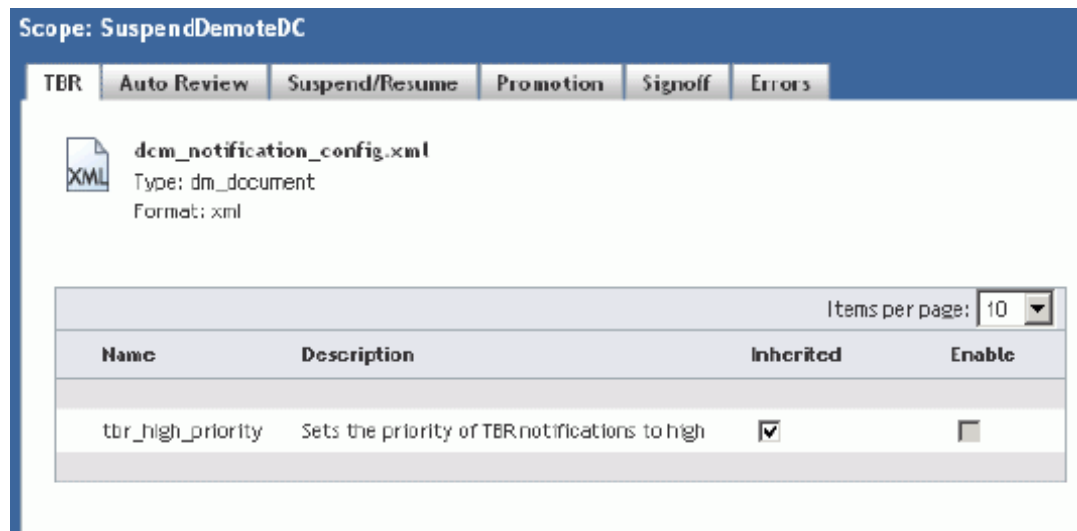 Scope: SuspendDemoteDC
TBR Auto Review Suspend/Resume Promotion Signoff Errors
dcm_notification_config.xml
XML
Type: dm_document
Format: xml
Items per page: 10
Name Description Inherited Enable
tbr_high_priority Sets the priority of TBR notifications to high